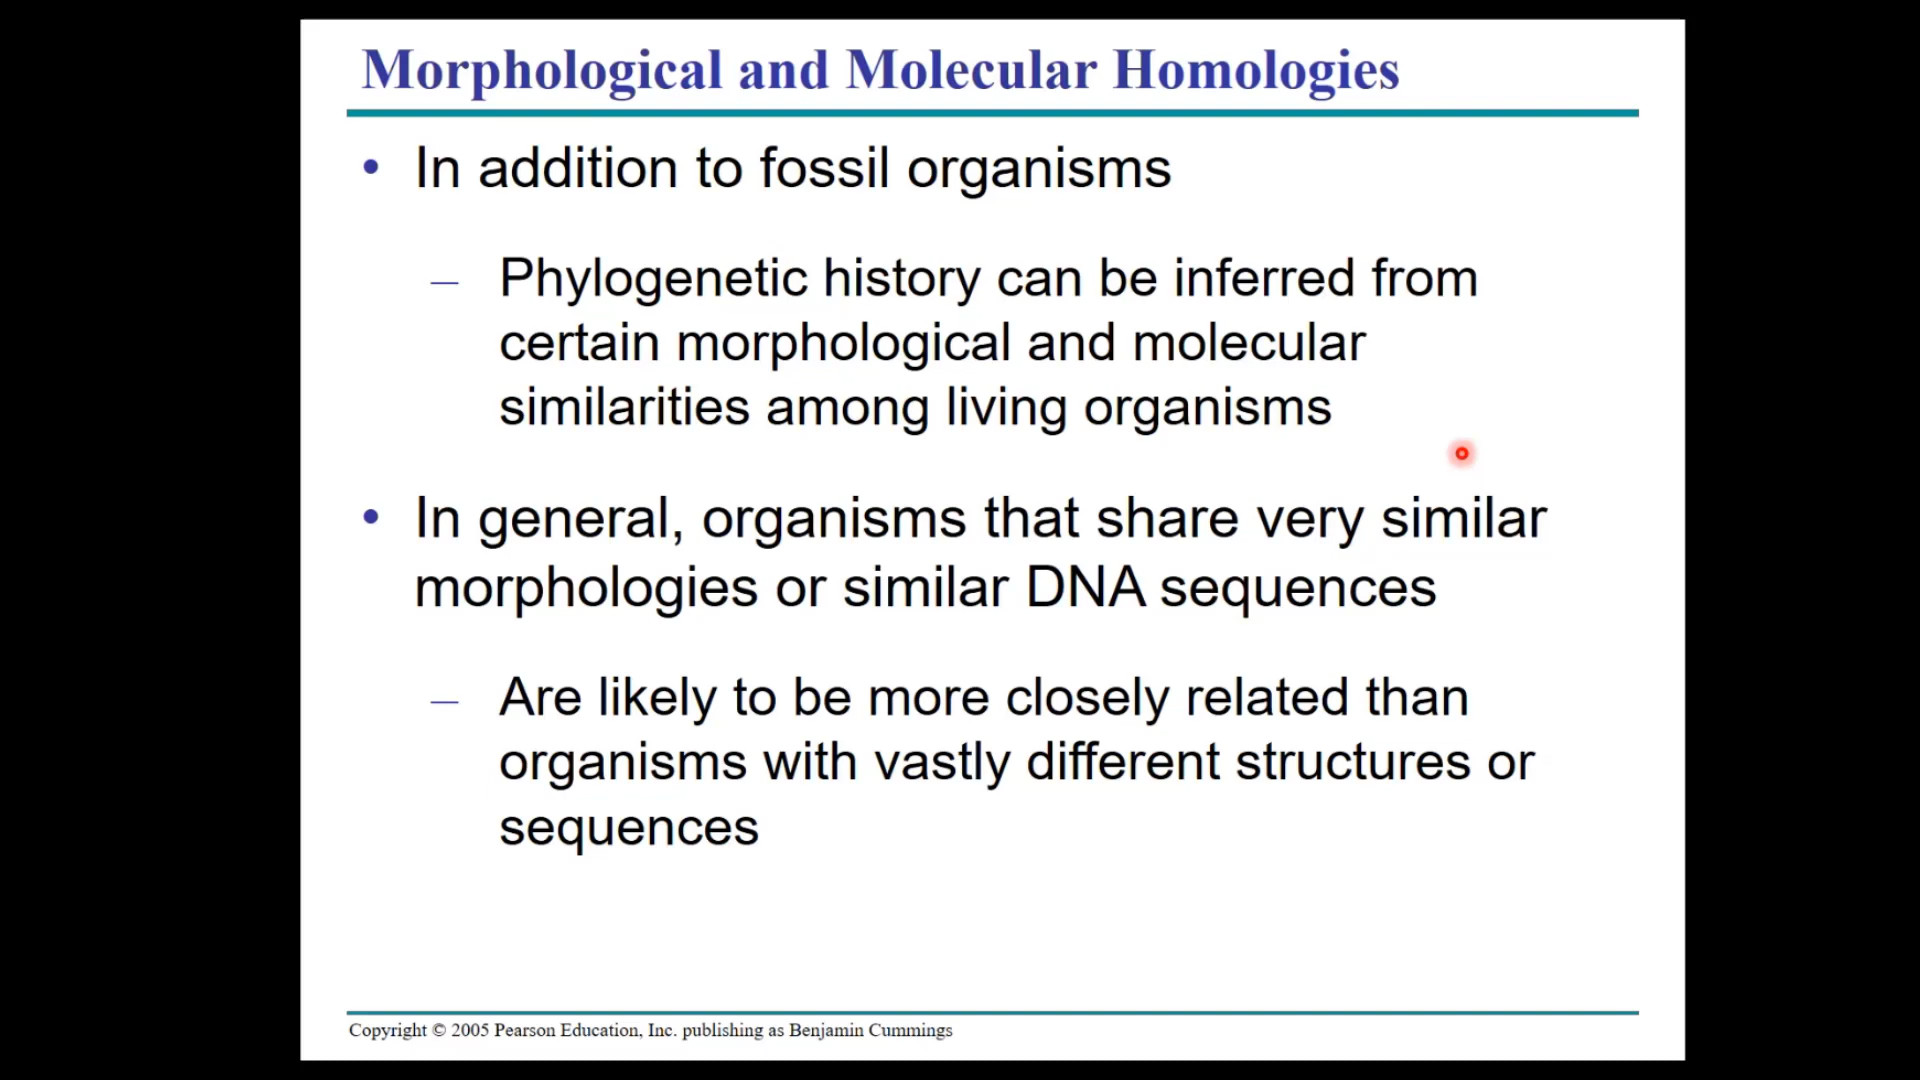 Morphological and Molecular Homologies
• In addition to fossil organisms
– Phylogenetic history can be inferred from
certain morphological and molecular
similarities among living organisms
• In general, organisms that share very similar
morphologies or similar DNA sequences
– Are likely to be more closely related than
organisms with vastly different structures or
sequences
Copyright © 2005 Pearson Education, Inc. publishing as Benjamin Cummings